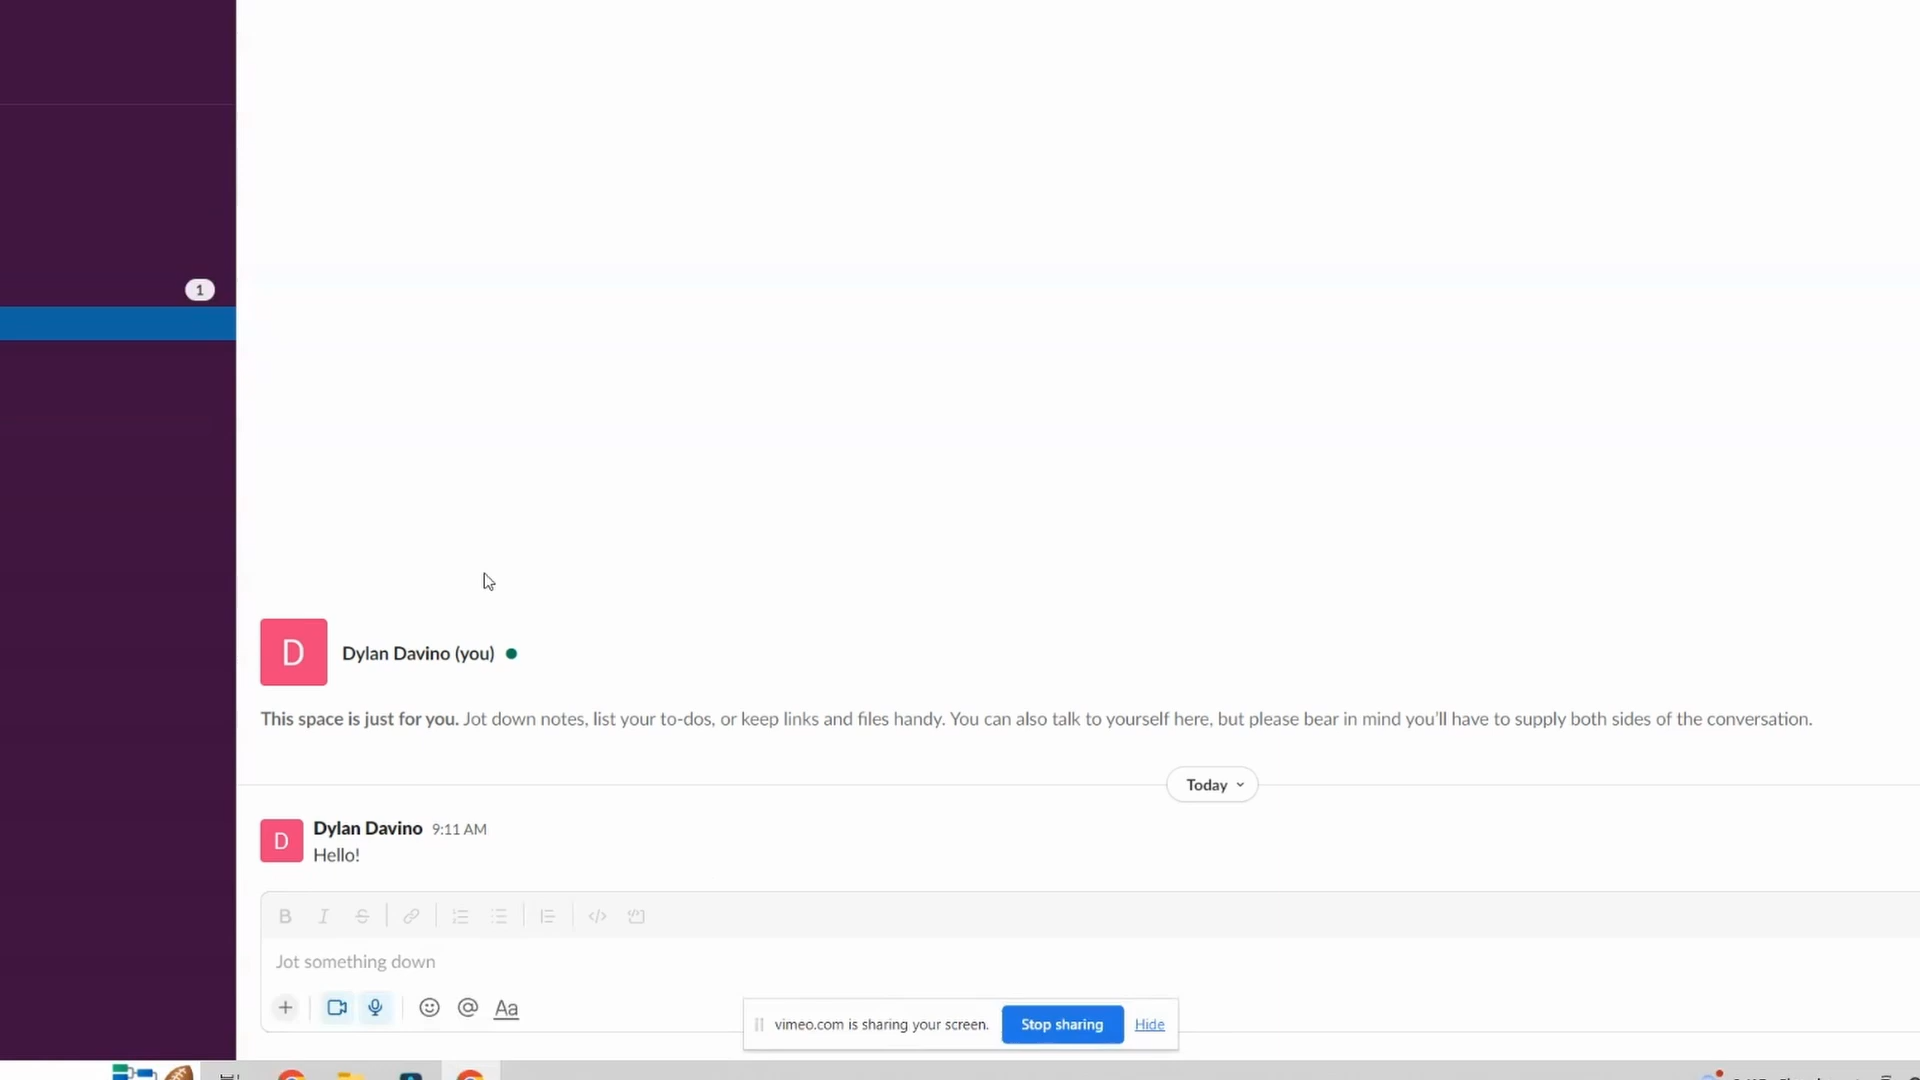 1
D
Dylan Davino (you)
This space is just for you. Jot down notes, list your to-dos, or keep links and files handy. You can also talk to yourself here, but please bear in mind you'll have to supply both sides of the conversation.
Today
D
Dylan Davino 9:11 AM
Hello!
B I S
Jot something down
@ Aa
vimeo.com is sharing your screen. Stop sharing Hide